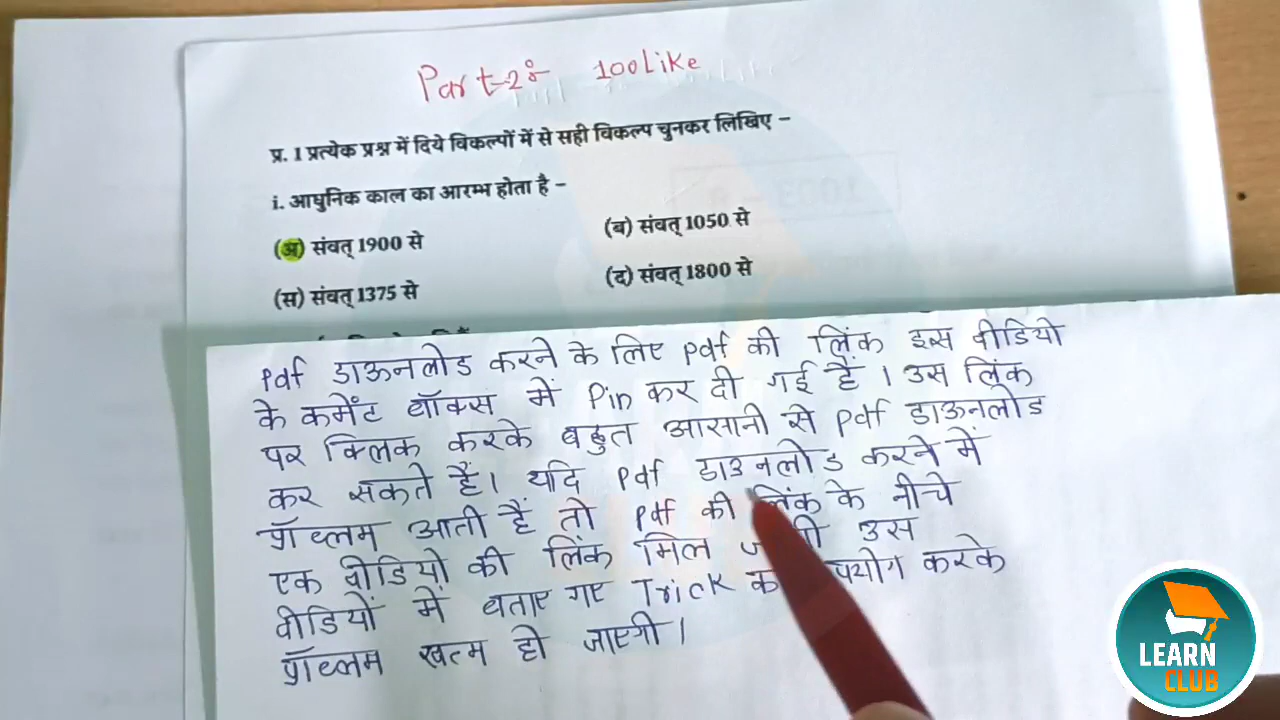 Part-2ः- 100Like
प्र. 1 प्रत्येक प्रश्न में दिये विकल्पों में से सही विकल्प चुनकर लिखिए –
i. आधुनिक काल का आरम्भ होता है –
(अ) संवत् 1900 से (ब) संवत् 1050 से
(स) संवत् 1375 से (द) संवत् 1800 से
Pdf डाऊनलोड करने के लिए Pdf की लिंक इस वीडियो
के कमेंट बॉक्स में Pin कर दी गई हैं । उस लिंक
पर क्लिक करके बहुत आसानी से Pdf डाऊनलोड
कर सकते हैं। यदि Pdf डाउनलोड करने में
प्रॉब्लम आती हैं तो Pdf की लिंक के नीचे
एक वीडियो की लिंक मिल उस
वीडियों में बताए गए Trick करके
प्रॉब्लम खत्म हो जाएगी ।
LEARN
CLUB